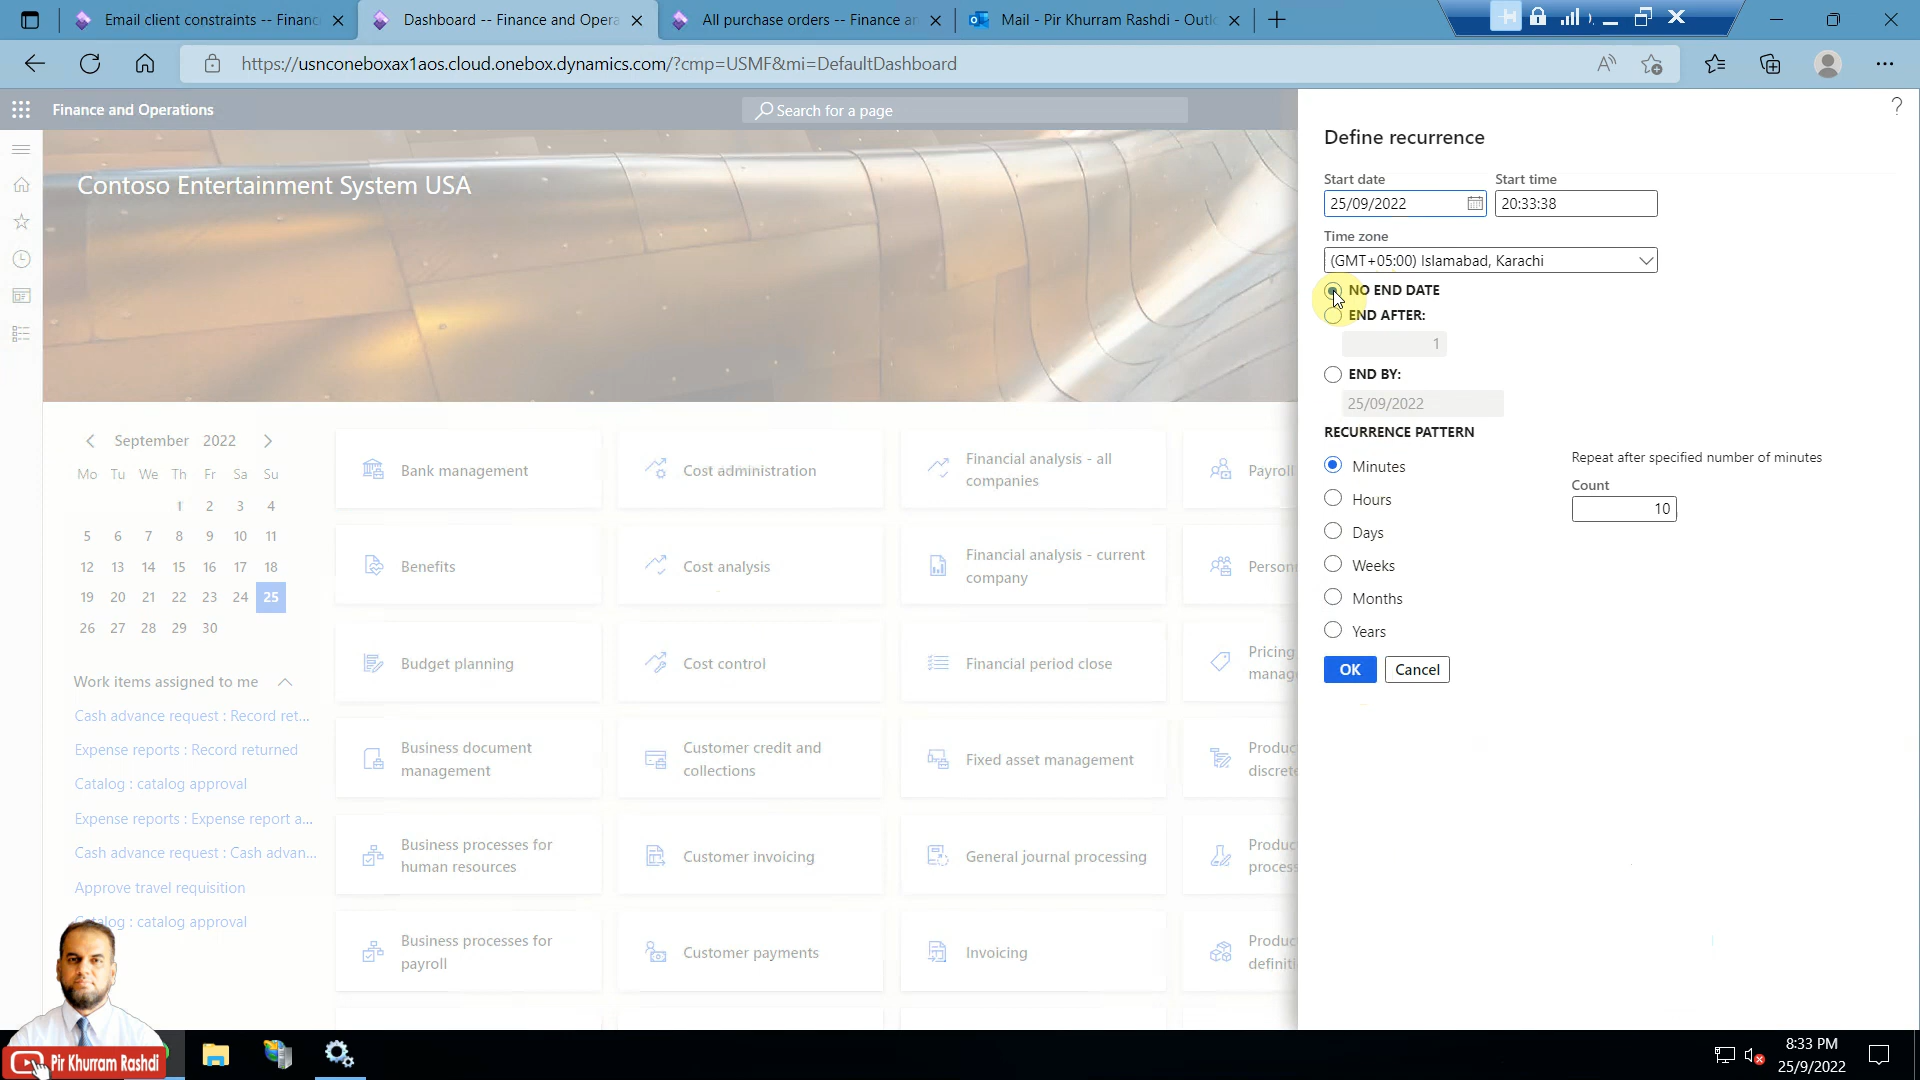 Email client constraints -- Financ
Dashboard -- Finance and Opera
All purchase orders -- Finance a
Mail - Pir Khurram Rashdi - Outl
https://usnconeboxax1aos.cloud.onebox.dynamics.com/?cmp=USMF&mi=DefaultDashboard
Finance and Operations
Search for a page
?
Contoso Entertainment System USA
Define recurrence
Start date
Start time
25/09/2022
20:33:38
Time zone
(GMT+05:00) Islamabad, Karachi
NO END DATE
END AFTER:
1
END BY:
25/09/2022
RECURRENCE PATTERN
Minutes
Hours
Days
Weeks
Months
Years
Repeat after specified number of minutes
Count
10
OK
Cancel
September 2022
Mo Tu We Th Fr Sa Su
1 2 3 4
5 6 7 8 9 10 11
12 13 14 15 16 17 18
19 20 21 22 23 24 25
26 27 28 29 30
Work items assigned to me
Cash advance request : Record ret...
Expense reports : Record returned
Catalog : catalog approval
Expense reports : Expense report a...
Cash advance request : Cash advan...
Approve travel requisition
Catalog : catalog approval
Bank management
Cost administration
Financial analysis - all
companies
Payroll
Benefits
Cost analysis
Financial analysis - current
company
Person
Budget planning
Cost control
Financial period close
Pricing
manag
Business document
management
Customer credit and
collections
Fixed asset management
Produc
discrete
Business processes for
human resources
Customer invoicing
General journal processing
Produc
process
Business processes for
payroll
Customer payments
Invoicing
Produc
definiti
Pir Khurram Rashdi
8:33 PM
25/9/2022